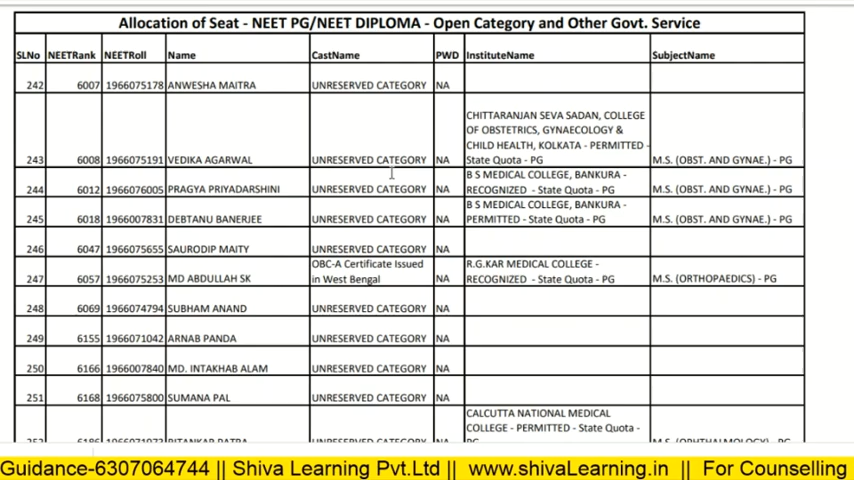 Allocation of Seat - NEET PG/NEET DIPLOMA - Open Category and Other Govt. Service
SLNo NEETRank NEETRoll Name CastName PWD InstituteName SubjectName
242 6007 1966075178 ANWESHA MAITRA UNRESERVED CATEGORY NA
CHITTARANJAN SEVA SADAN, COLLEGE
OF OBSTETRICS, GYNAECOLOGY &
CHILD HEALTH, KOLKATA - PERMITTED -
243 6008 1966075191 VEDIKA AGARWAL UNRESERVED CATEGORY NA State Quota - PG M.S. (OBST. AND GYNAE.) - PG
B S MEDICAL COLLEGE, BANKURA -
244 6012 1966076005 PRAGYA PRIYADARSHINI UNRESERVED CATEGORY NA RECOGNIZED - State Quota - PG M.S. (OBST. AND GYNAE.) - PG
B S MEDICAL COLLEGE, BANKURA -
245 6018 1966007831 DEBTANU BANERJEE UNRESERVED CATEGORY NA PERMITTED - State Quota - PG M.S. (OBST. AND GYNAE.) - PG
246 6047 1966075655 SAURODIP MAITY UNRESERVED CATEGORY NA
OBC-A Certificate Issued R.G.KAR MEDICAL COLLEGE -
247 6057 1966075253 MD ABDULLAH SK in West Bengal NA RECOGNIZED - State Quota - PG M.S. (ORTHOPAEDICS) - PG
248 6069 1966074794 SUBHAM ANAND UNRESERVED CATEGORY NA
249 6155 1966071042 ARNAB PANDA UNRESERVED CATEGORY NA
250 6166 1966007840 MD. INTAKHAB ALAM UNRESERVED CATEGORY NA
251 6168 1966075800 SUMANA PAL UNRESERVED CATEGORY NA
CALCUTTA NATIONAL MEDICAL
COLLEGE - PERMITTED - State Quota -
UNRESERVED CATEGORY NA PG M.S. (OPHTHALMOLOGY) - PG
Guidance-6307064744 || Shiva Learning Pvt.Ltd || www.shivaLearning.in || For Counselling